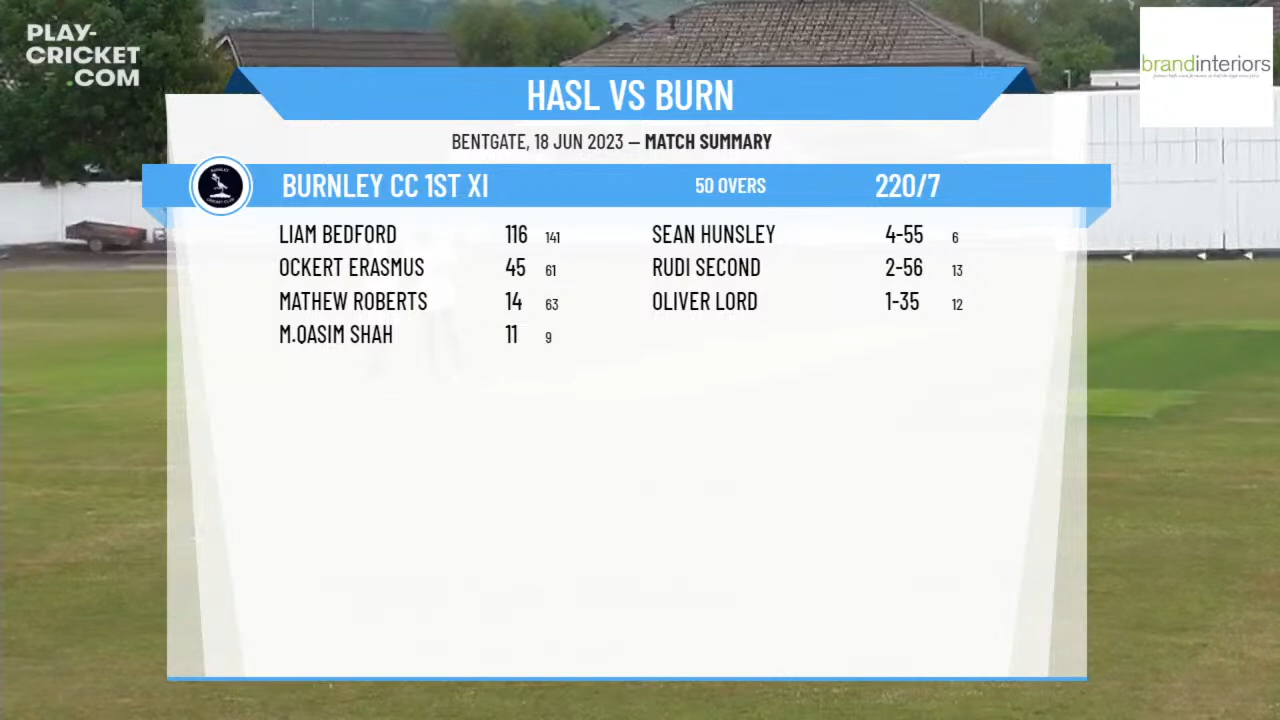 PLAY-
CRICKET
.COM
brandinteriors
HASL VS BURN
BENTGATE, 18 JUN 2023 – MATCH SUMMARY
BURNLEY CC 1ST XI 50 OVERS 220/7
LIAM BEDFORD 116 141 SEAN HUNSLEY 4-55 6
OCKERT ERASMUS 45 61 RUDI SECOND 2-56 13
MATHEW ROBERTS 14 63 OLIVER LORD 1-35 12
M.QASIM SHAH 11 9